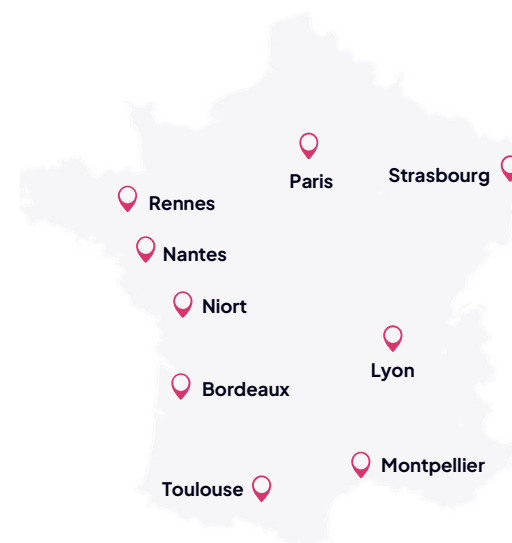 Paris
Strasbourg
Rennes
Nantes
Niort
Lyon
Bordeaux
Montpellier
Toulouse